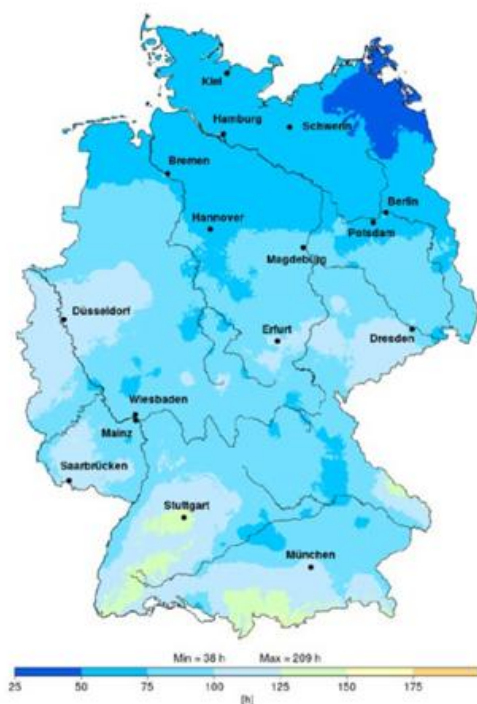 Kiel
Hamburg
Schwerin
Bremen
Berlin
Hannover
Potsdam
Magdeburg
Düsseldorf
Erfurt
Dresden
Wiesbaden
Mainz
Saarbrücken
Stuttgart
München
Min = 38 h Max = 209 h
25 50 75 100 125 150 175
[h]